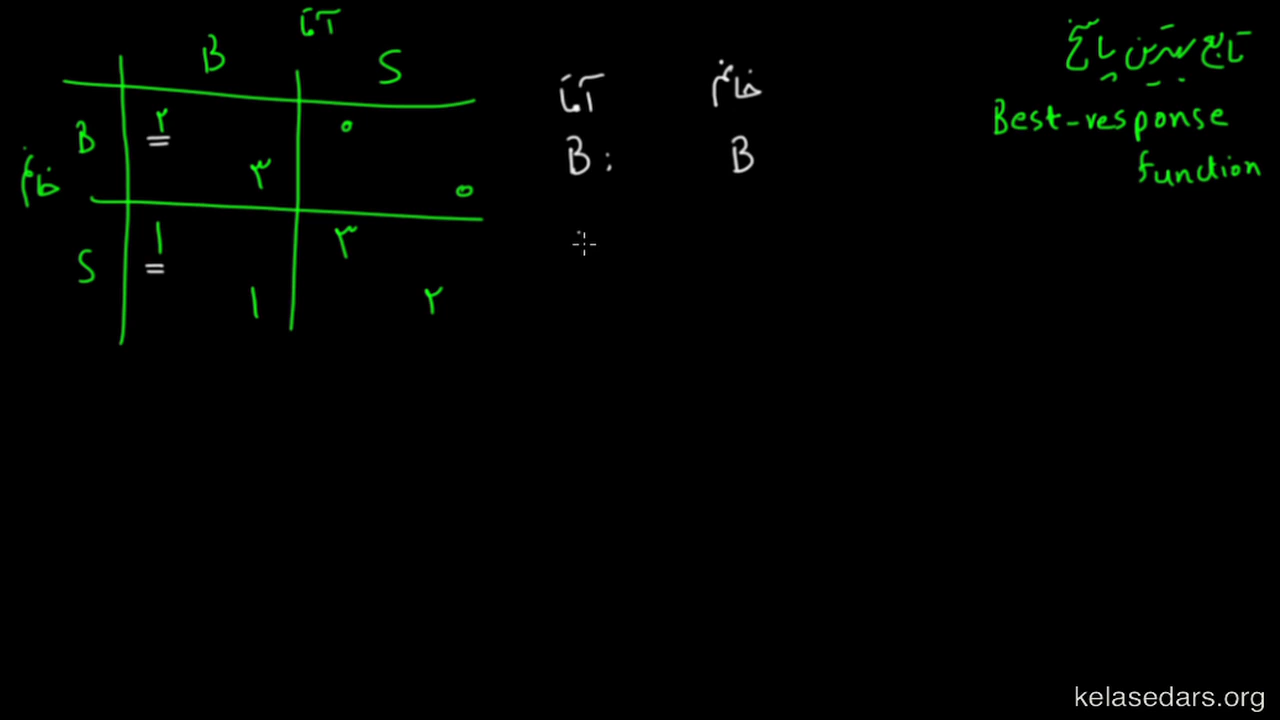 آقا
B S
B ۲ ۳ ۰ ۰
خانم
S ۱ ۱ ۳ ۲
آقا خانم
B: B
تابع بهترین پاسخ
Best-response
function
kelasedars.org